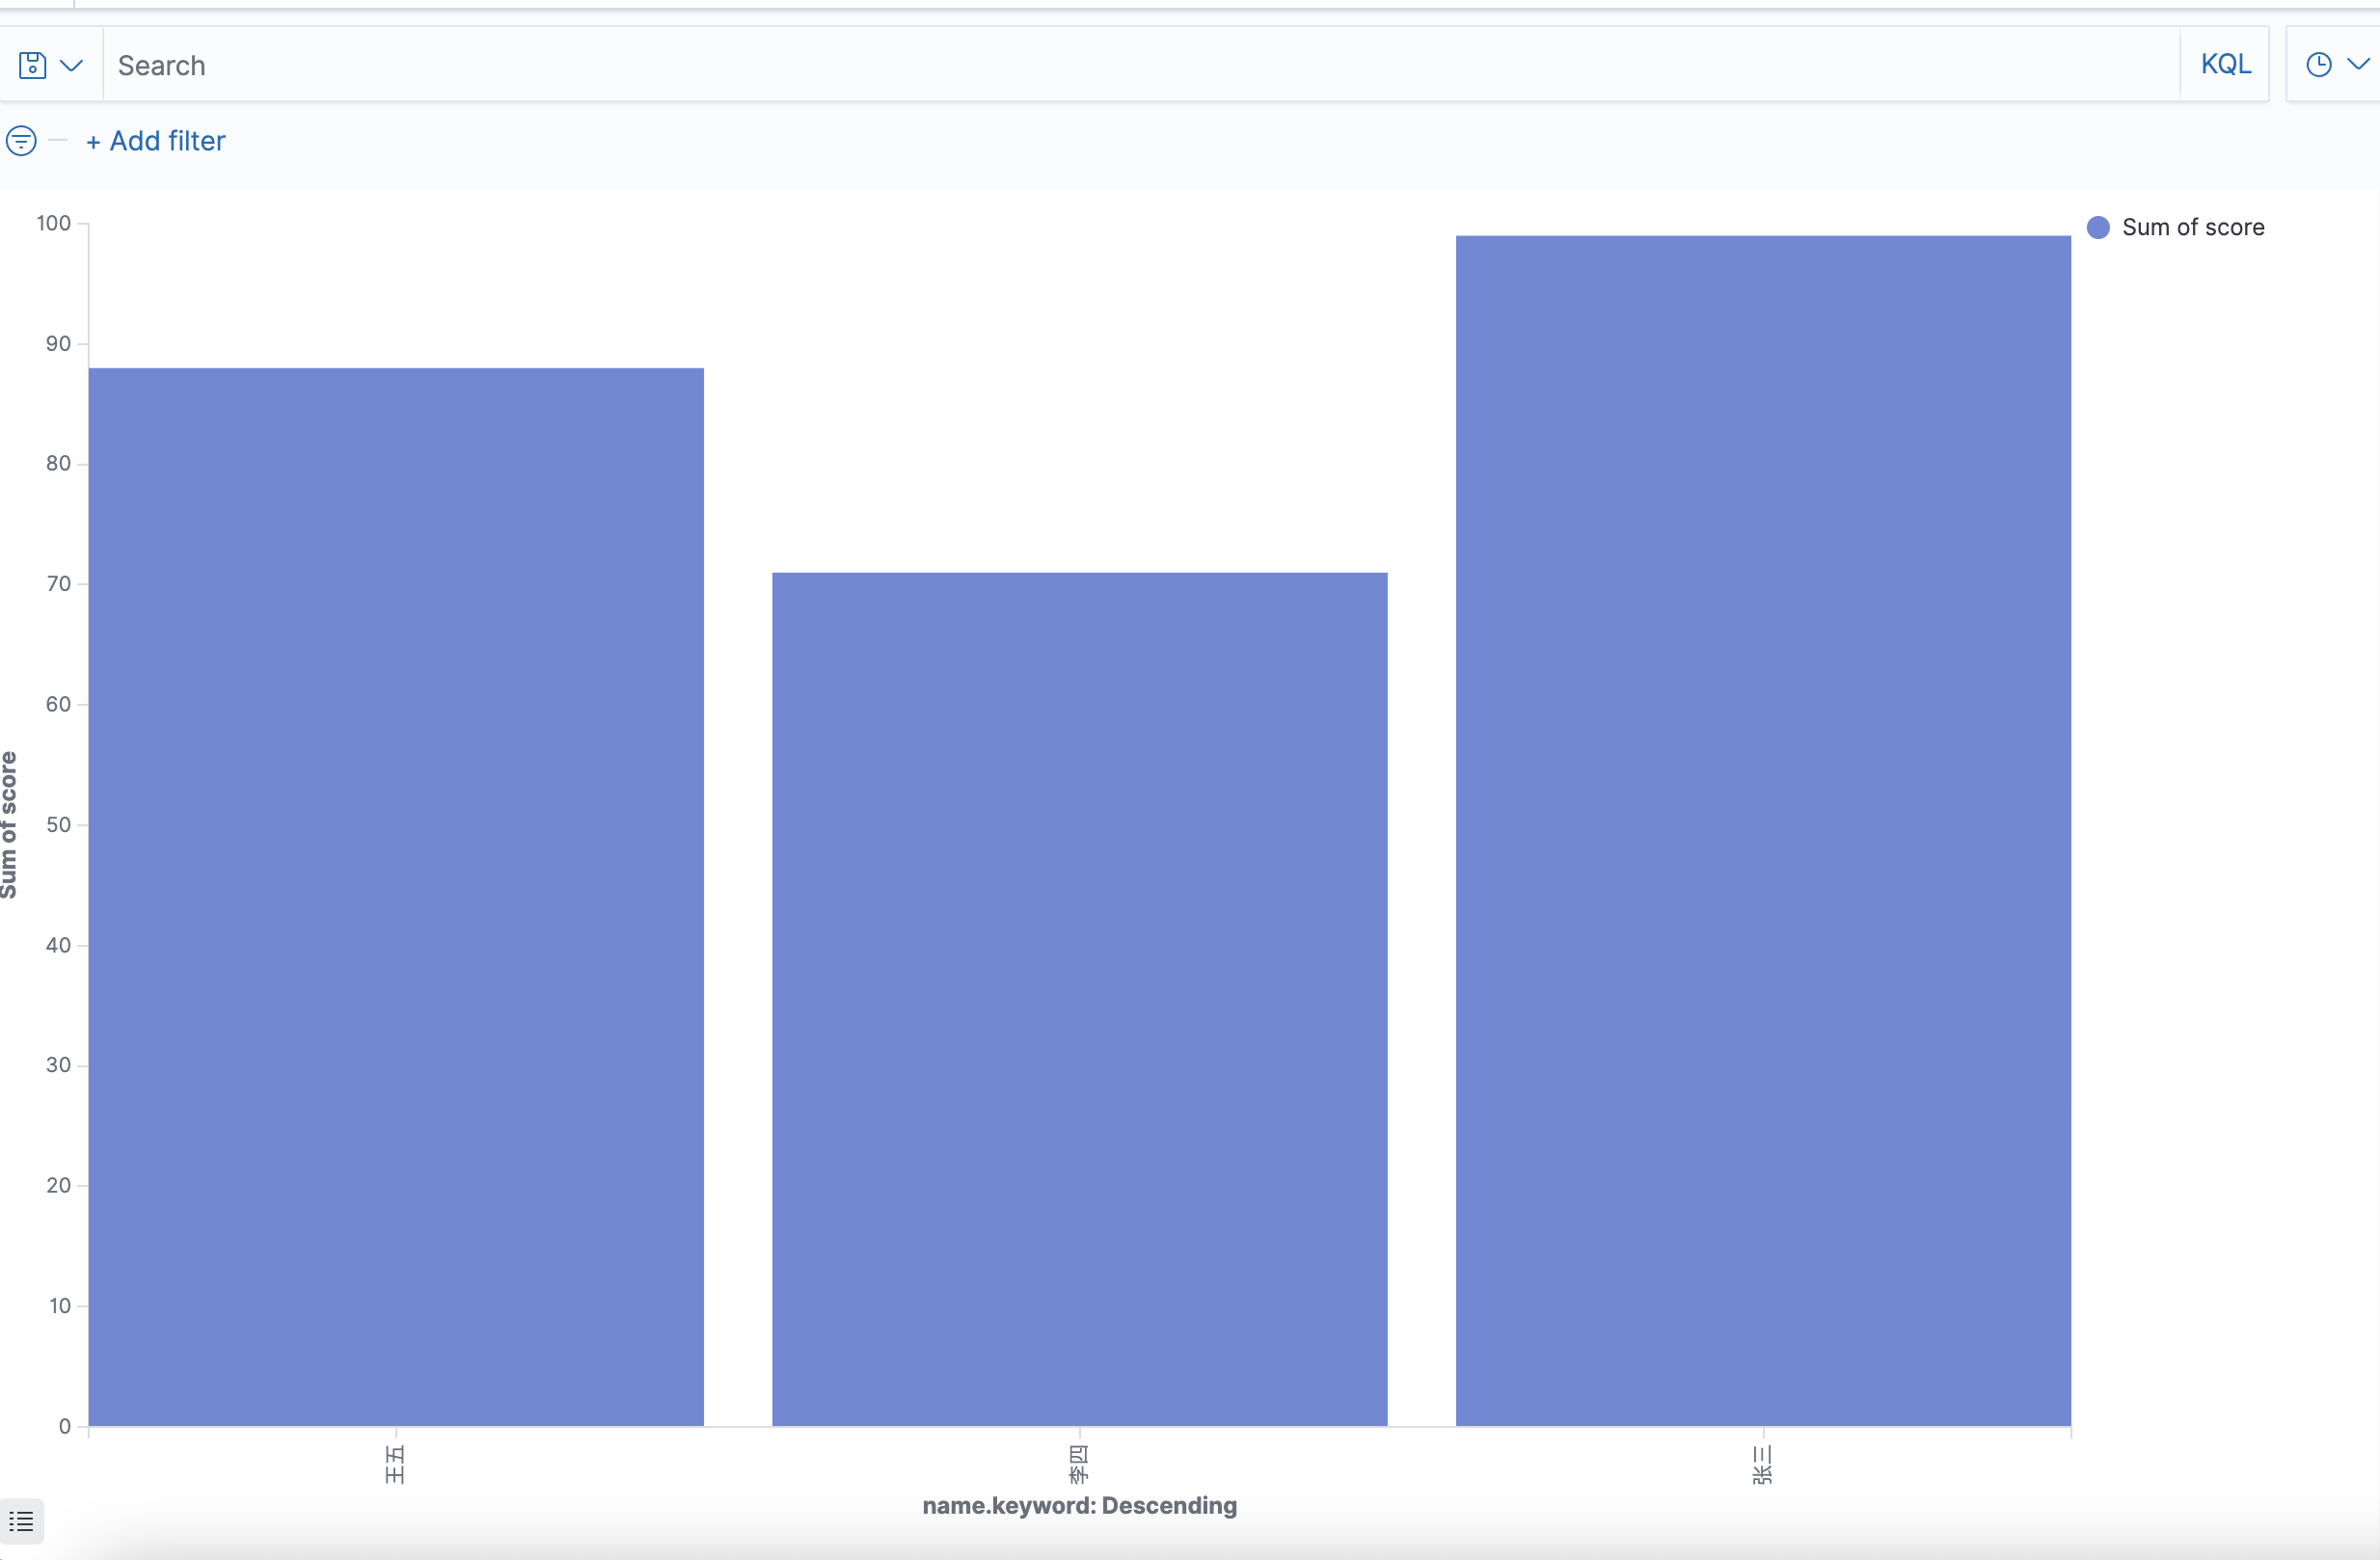 Search
KQL
+ Add filter
100
90
80
70
60
50
40
30
20
10
0
Sum of score
Sum of score
王五
李四
张三
name.keyword: Descending